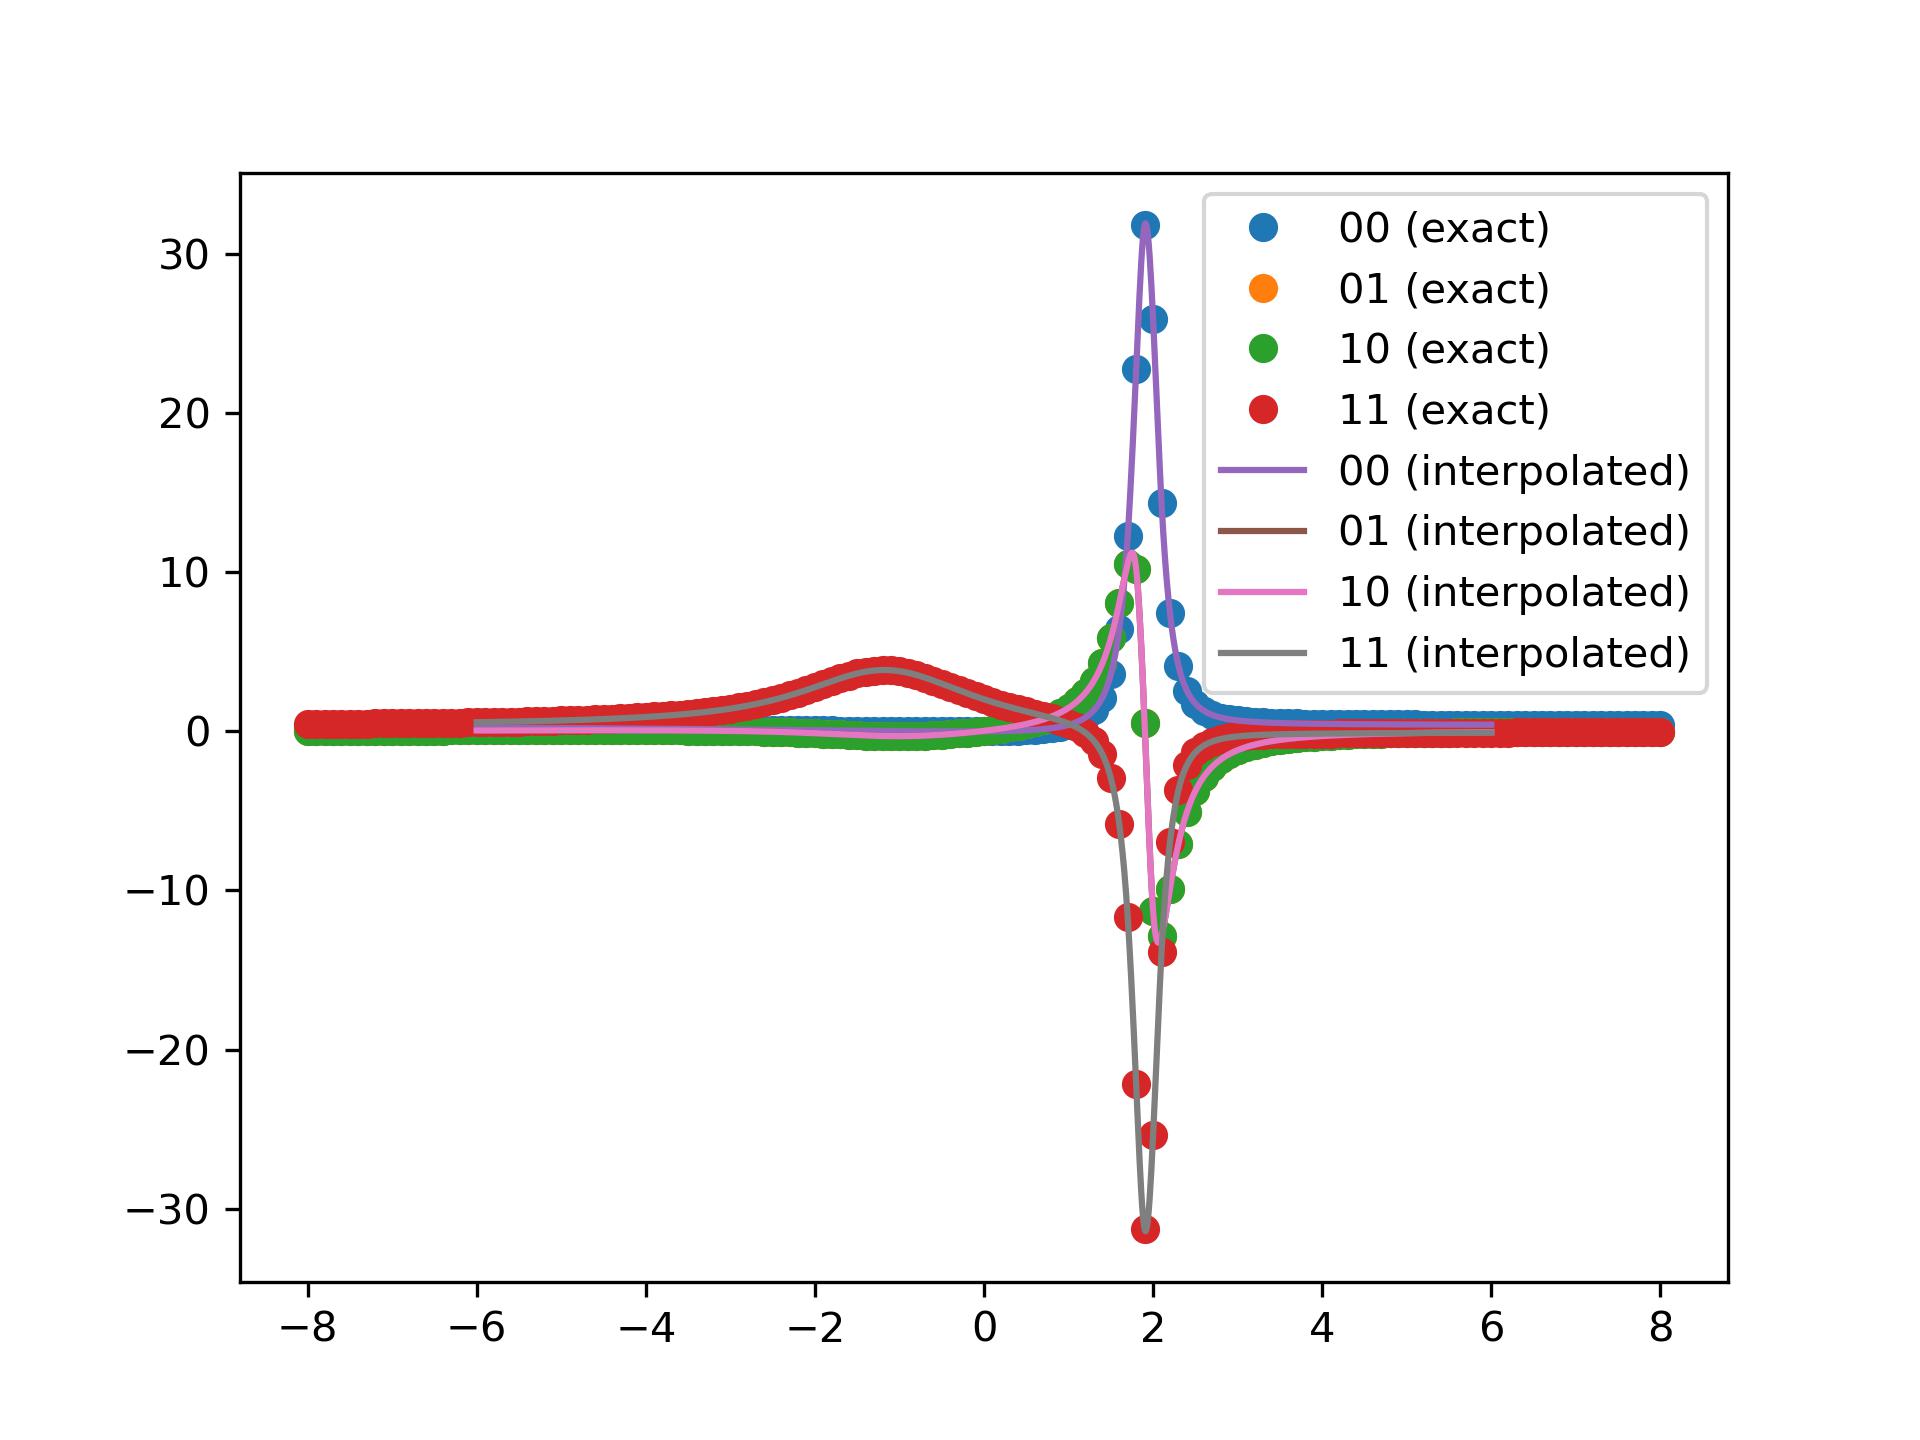 30
20
10
0
−10
−20
−30
−8
−6
−4
−2
0
2
4
6
8
00 (exact)
01 (exact)
10 (exact)
11 (exact)
00 (interpolated)
01 (interpolated)
10 (interpolated)
11 (interpolated)